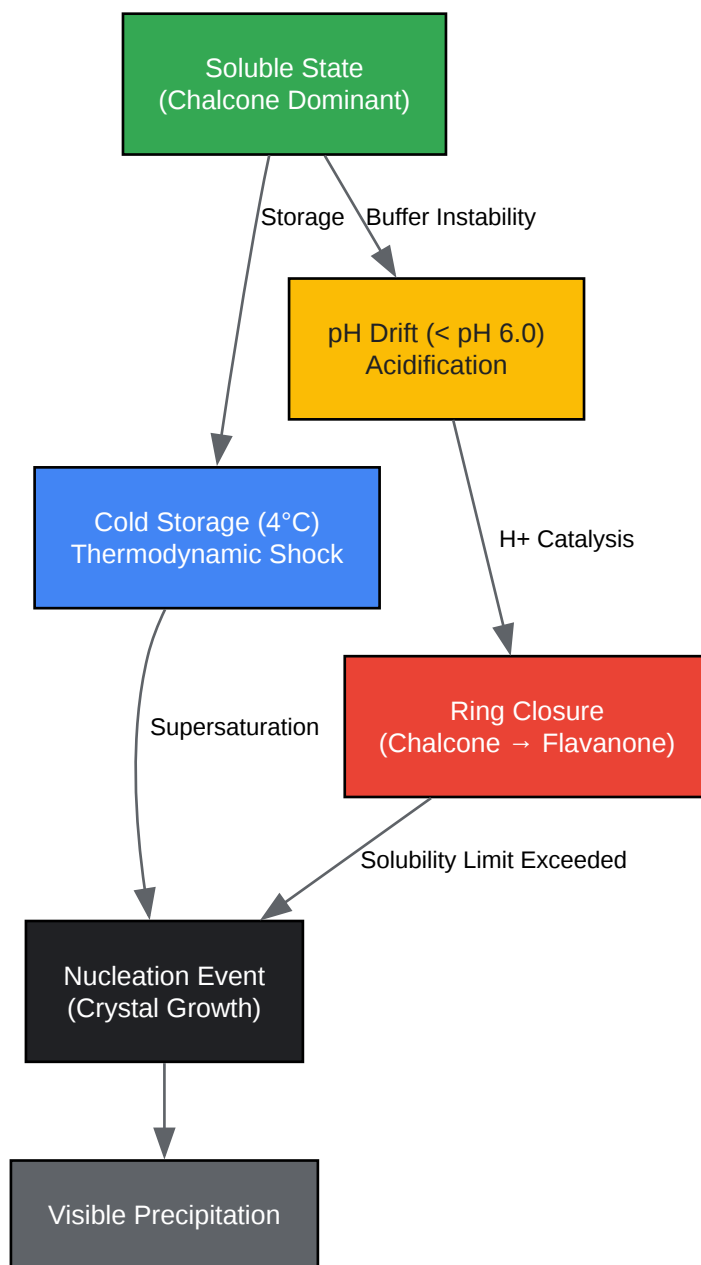 Soluble State
(Chalcone Dominant)
Storage
Buffer Instability
pH Drift (< pH 6.0)
Acidification
Cold Storage (4°C)
Thermodynamic Shock
H+ Catalysis
Ring Closure
(Chalcone → Flavanone)
Supersaturation
Solubility Limit Exceeded
Nucleation Event
(Crystal Growth)
Visible Precipitation